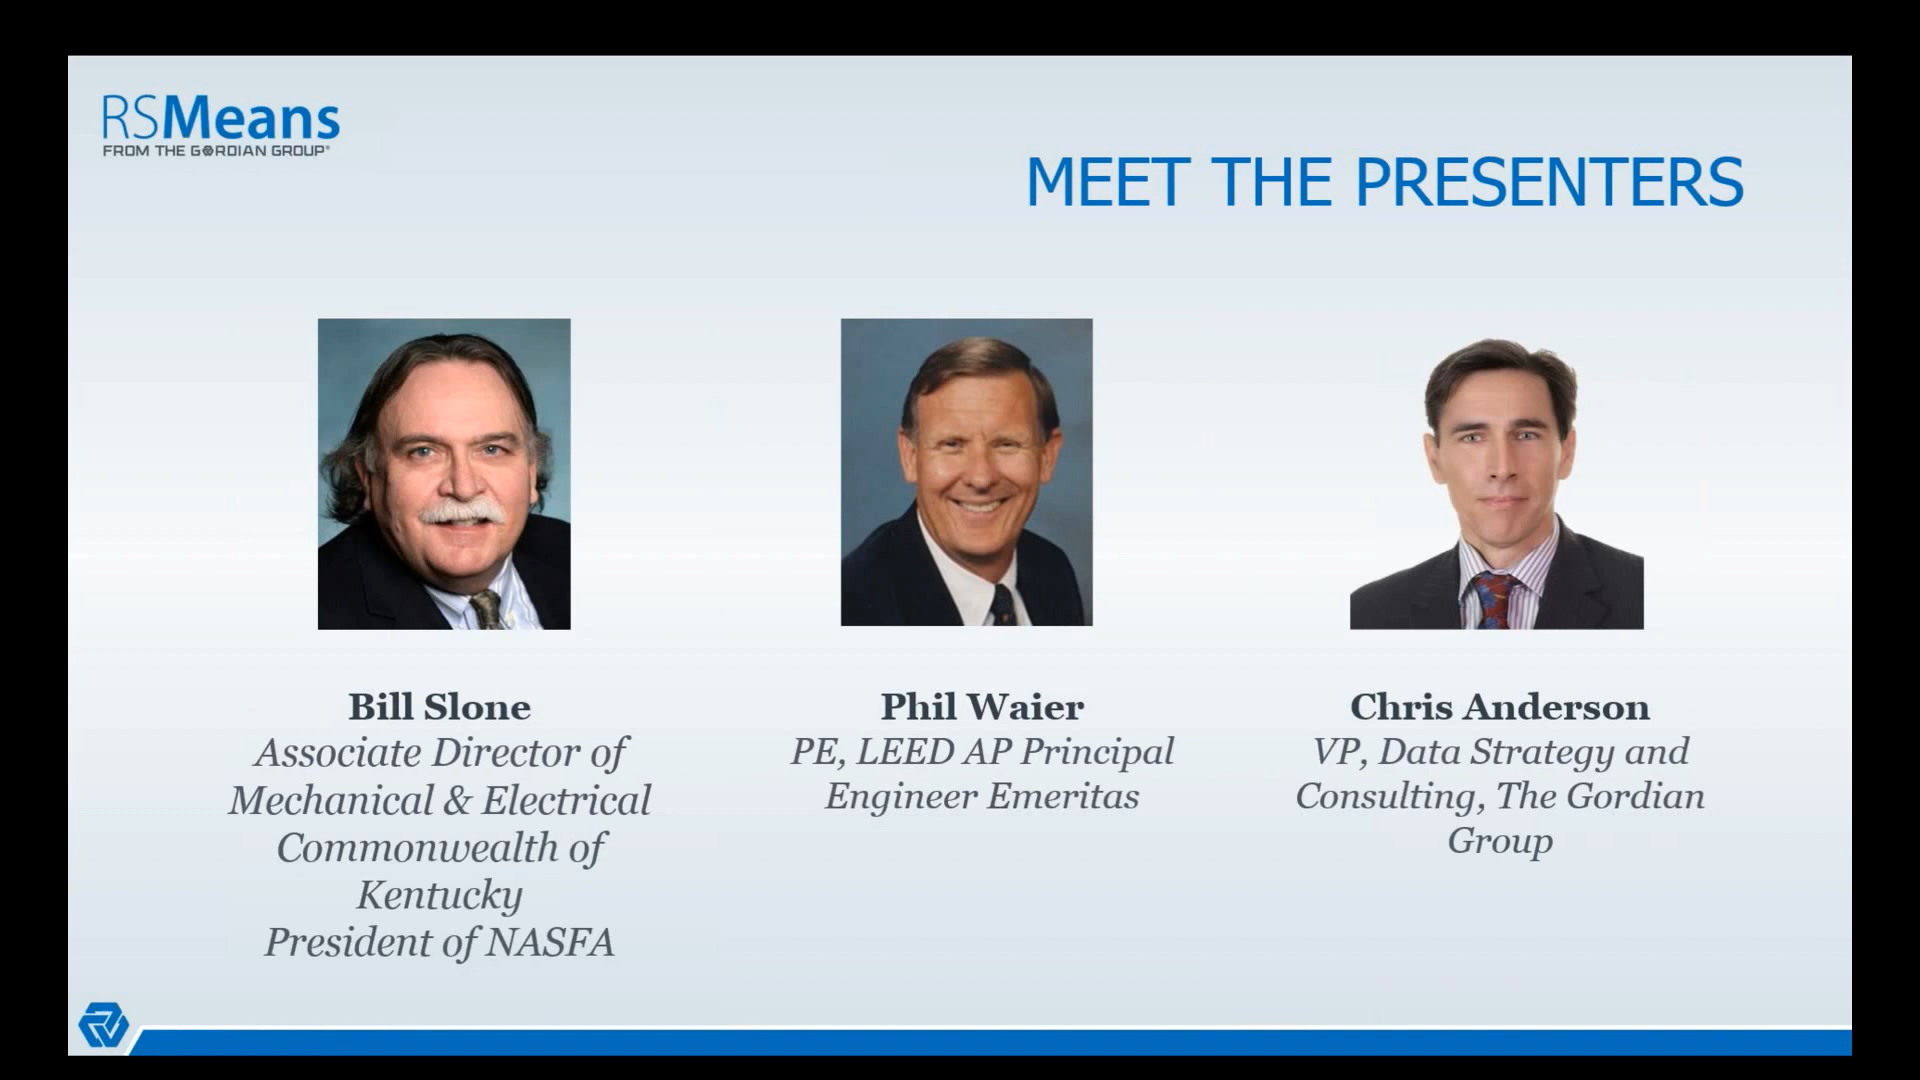 RSMeans
FROM THE GORDIAN GROUP®
MEET THE PRESENTERS
Bill Slone
Associate Director of
Mechanical & Electrical
Commonwealth of
Kentucky
President of NASFA
Phil Waier
PE, LEED AP Principal
Engineer Emeritas
Chris Anderson
VP, Data Strategy and
Consulting, The Gordian
Group